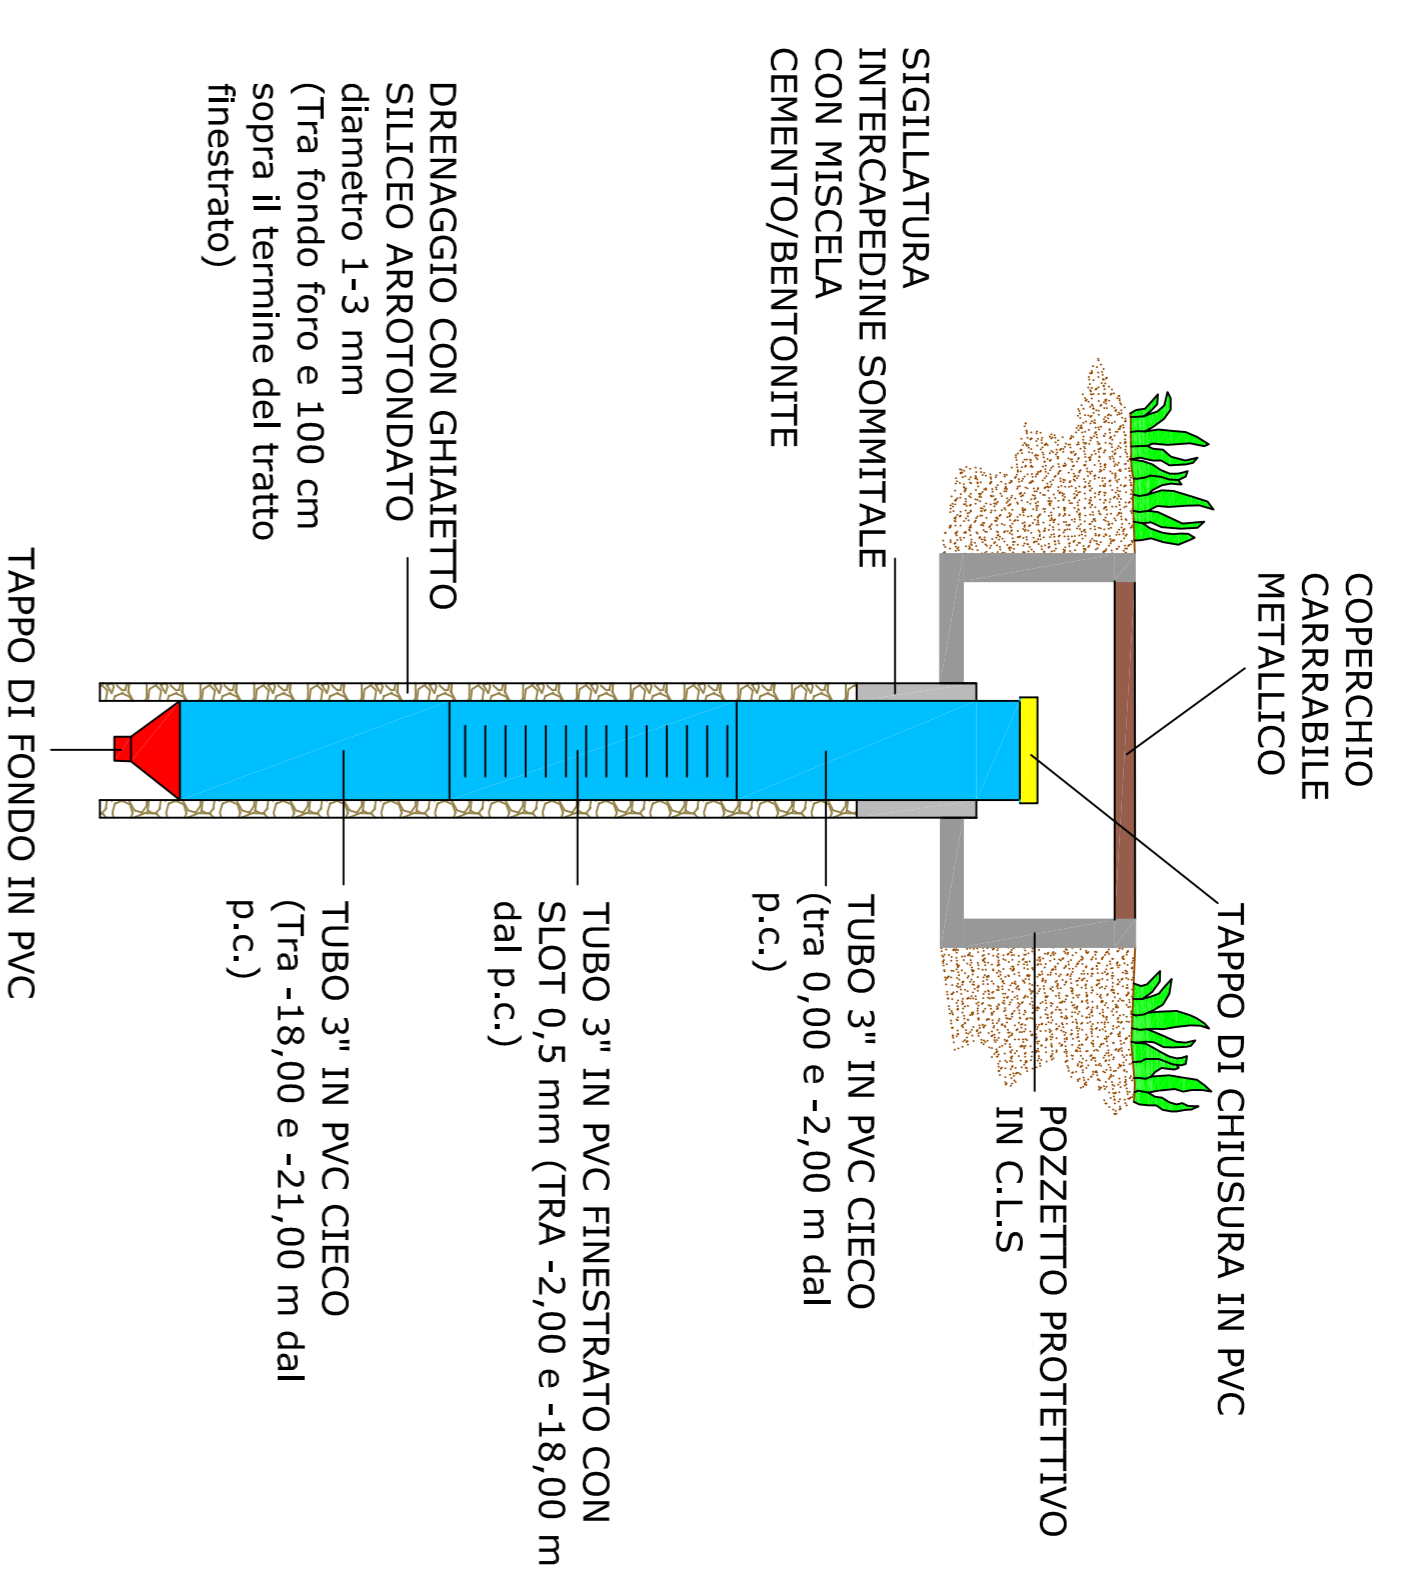 COPERCHIO
CARRABILE
METALLICO
TAPPO DI CHIUSURA IN PVC
POZZETTO PROTETTIVO
IN C.L.S
SIGILLATURA
INTERCAPEDINE SOMMITALE
CON MISCELA
CEMENTO/BENTONITE
TUBO 3" IN PVC CIECO
(tra 0,00 e -2,00 m dal
p.c.)
TUBO 3" IN PVC FINESTRATO CON
SLOT 0,5 mm (TRA -2,00 e -18,00 m
dal p.c.)
DRENAGGIO CON GHIAIETTO
SILICEO ARROTONDATO
diametro 1-3 mm
(Tra fondo foro e 100 cm
sopra il termine del tratto
finestrato)
TUBO 3" IN PVC CIECO
(Tra -18,00 e -21,00 m dal
p.c.)
TAPPO DI FONDO IN PVC